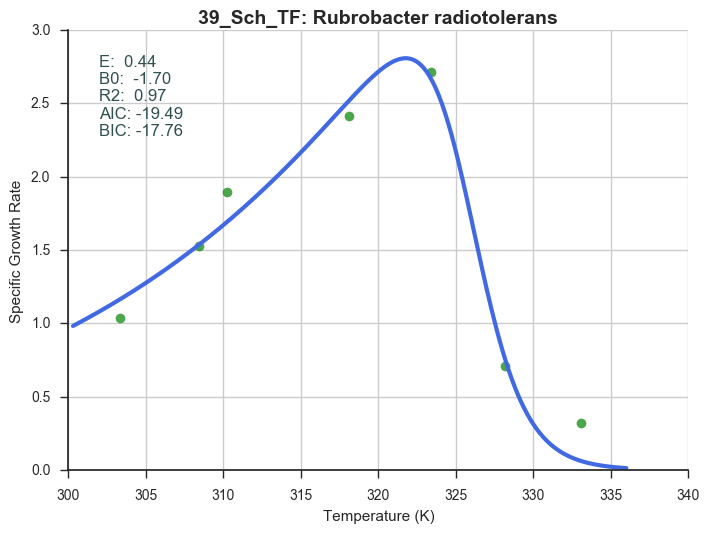 39_Sch_TF: Rubrobacter radiotolerans
E: 0.44
B0: -1.70
R2: 0.97
AIC: -19.49
BIC: -17.76
Specific Growth Rate
3.0
2.5
2.0
1.5
1.0
0.5
0.0
300 305 310 315 320 325 330 335 340
Temperature (K)